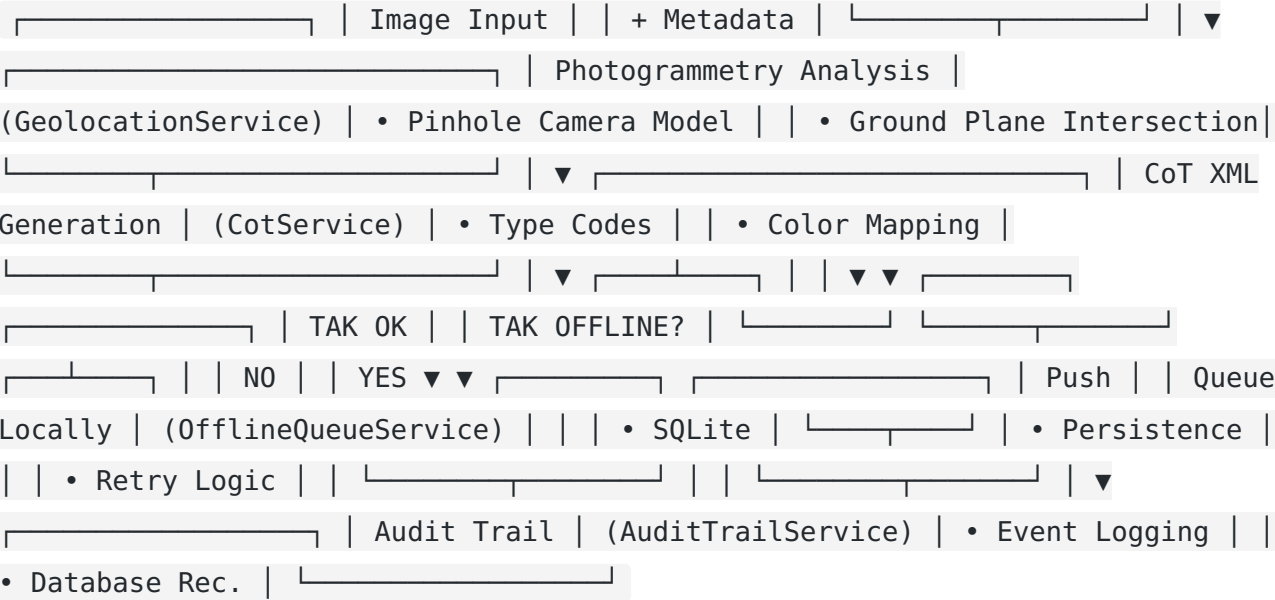 ┌──────────────────┐ │ Image Input │ │ + Metadata │ └─────────┬─────────┘ │ ▼
┌──────────────────────────────┐ │ Photogrammetry Analysis │
(GeolocationService) │ • Pinhole Camera Model │ │ • Ground Plane Intersection│
└─────────┬─────────────────────┘ │ ▼ ┌──────────────────────────────┐ │ CoT XML
Generation │ (CotService) │ • Type Codes │ │ • Color Mapping │
└─────────┬─────────────────────┘ │ ▼ ┌────┴────┐ │ │ ▼ ▼ ┌─────────┐
┌───────────────┐ │ TAK OK │ │ TAK OFFLINE? │ └─────────┘ └───────┬────────┘
┌───┴────┐ │ │ NO │ │ YES ▼ ▼ ┌──────────┐ ┌──────────────────┐ │ Push │ │ Queue
Locally │ (OfflineQueueService) │ │ │ • SQLite │ └────┬─────┘ │ • Persistence │
│ │ • Retry Logic │ │ └─────────┬─────────┘ │ │ └─────────┬────────┘ │ ▼
┌───────────────────┐ │ Audit Trail │ (AuditTrailService) │ • Event Logging │ │
• Database Rec. │ └───────────────────┘